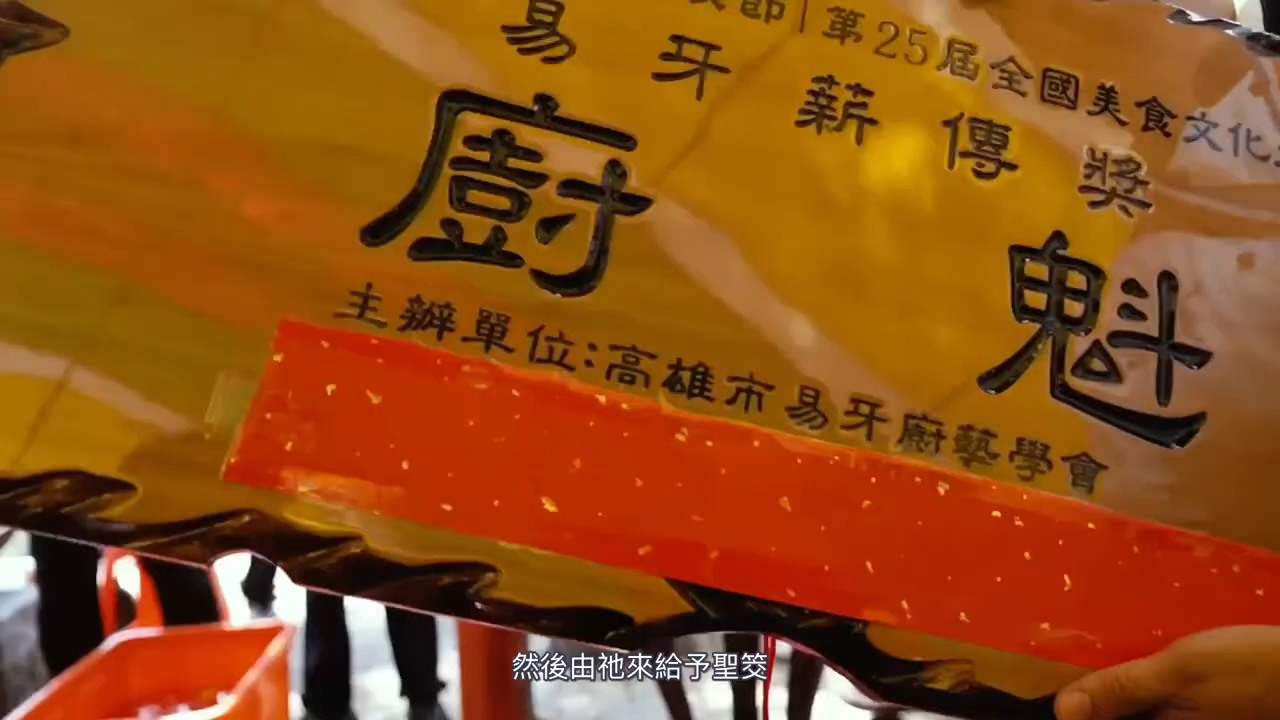 節|第25屆全國美食文化
易牙薪傳獎
廚魁
主辦單位:高雄市易牙廚藝學會
然後由祂來給予聖筊